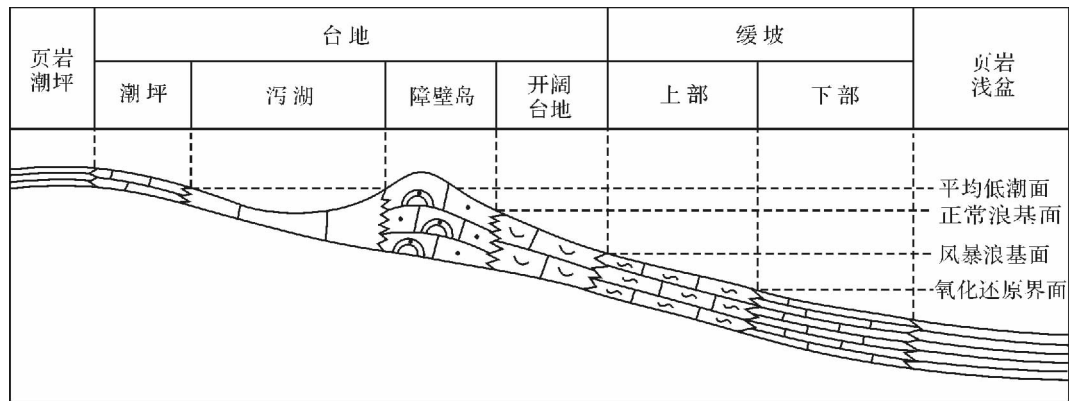 台地
缓坡
页岩
潮坪
潮坪
泻湖
障壁岛
开阔
台地
上部
下部
页岩
浅盆
平均低潮面
正常浪基面
风暴浪基面
氧化还原界面